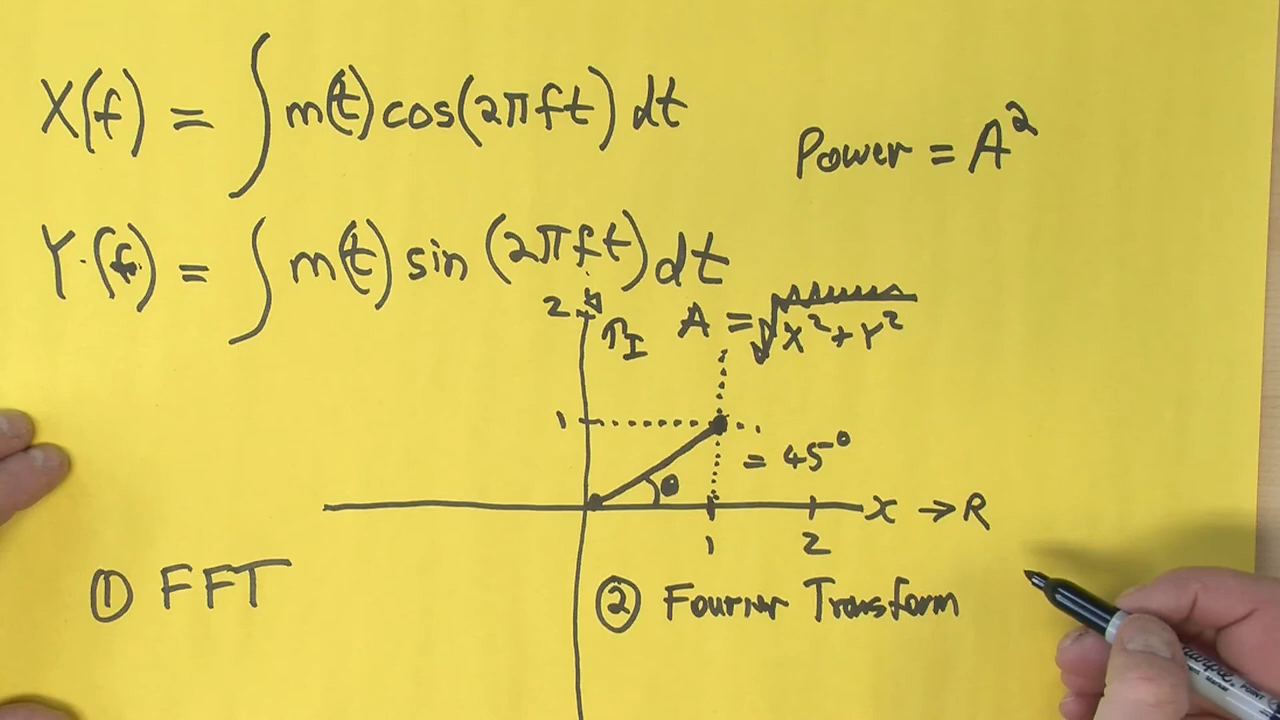 X(f) = ∫ m(t) cos(2πft) dt
Power = A²
Y(f) = ∫ m(t) sin (2πft) dt
2
I
A = √X²+Y²
1
θ = 45°
X → R
1 2
① FFT
② Fourier Transform